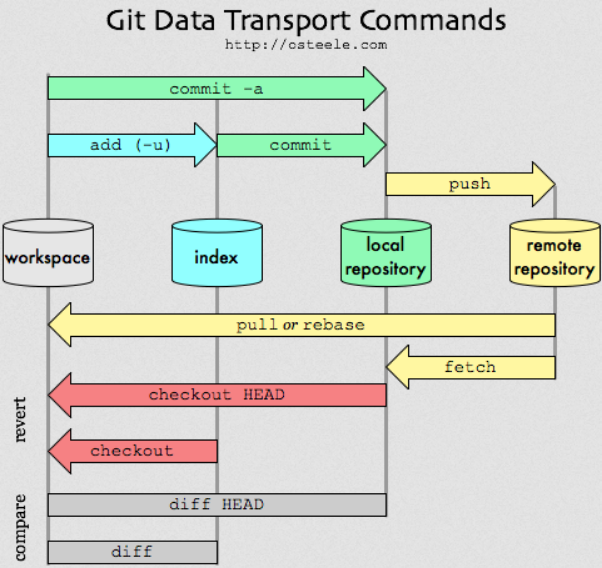 Git Data Transport Commands
http://osteele.com
commit -a
add (-u)
commit
push
workspace
index
local
repository
remote
repository
pull or rebase
fetch
revert
checkout HEAD
checkout
compare
diff HEAD
diff